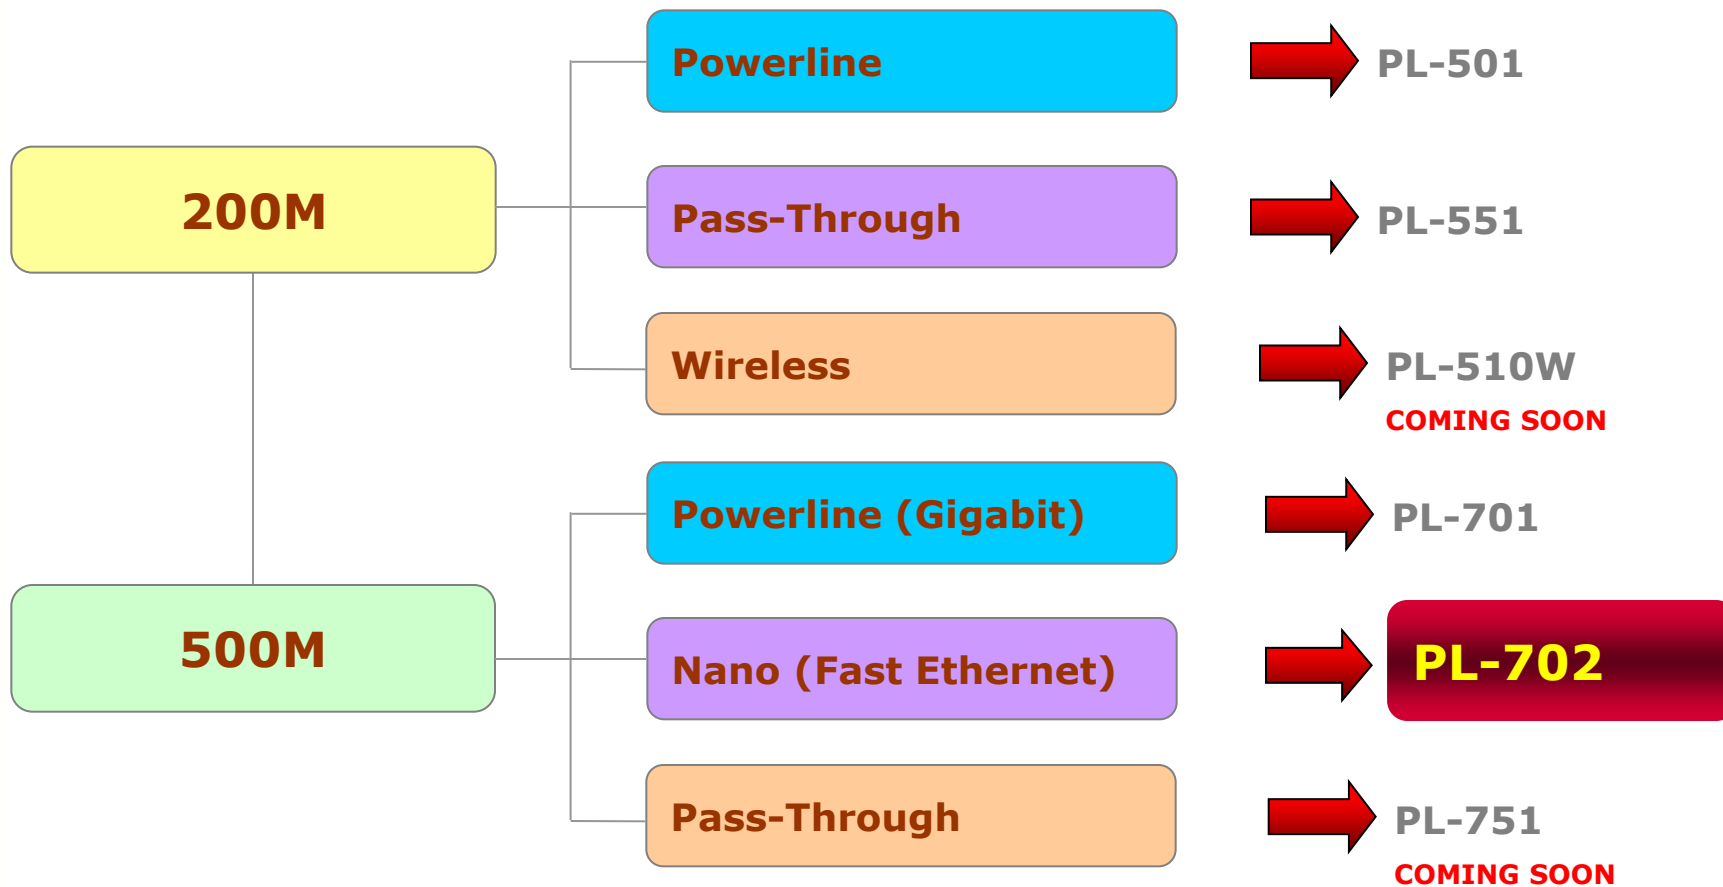 200M
Powerline
PL-501
Pass-Through
PL-551
Wireless
PL-510W
COMING SOON
500M
Powerline (Gigabit)
PL-701
Nano (Fast Ethernet)
PL-702
Pass-Through
PL-751
COMING SOON